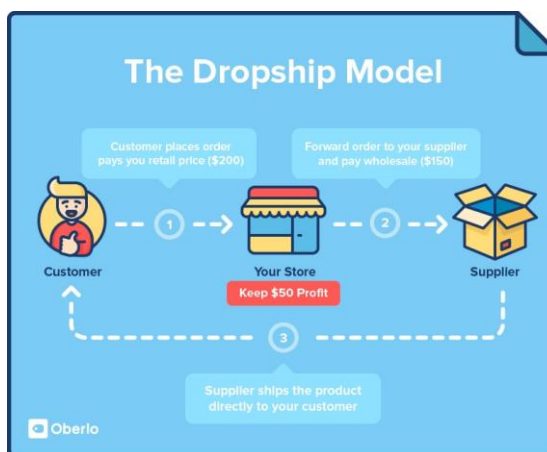 The Dropship Model
Customer places order
pays you retail price ($200)
Forward order to your supplier
and pay wholesale ($150)
1
2
Customer
Your Store
Supplier
Keep $50 Profit
3
Supplier ships the product
directly to your customer
Oberlo